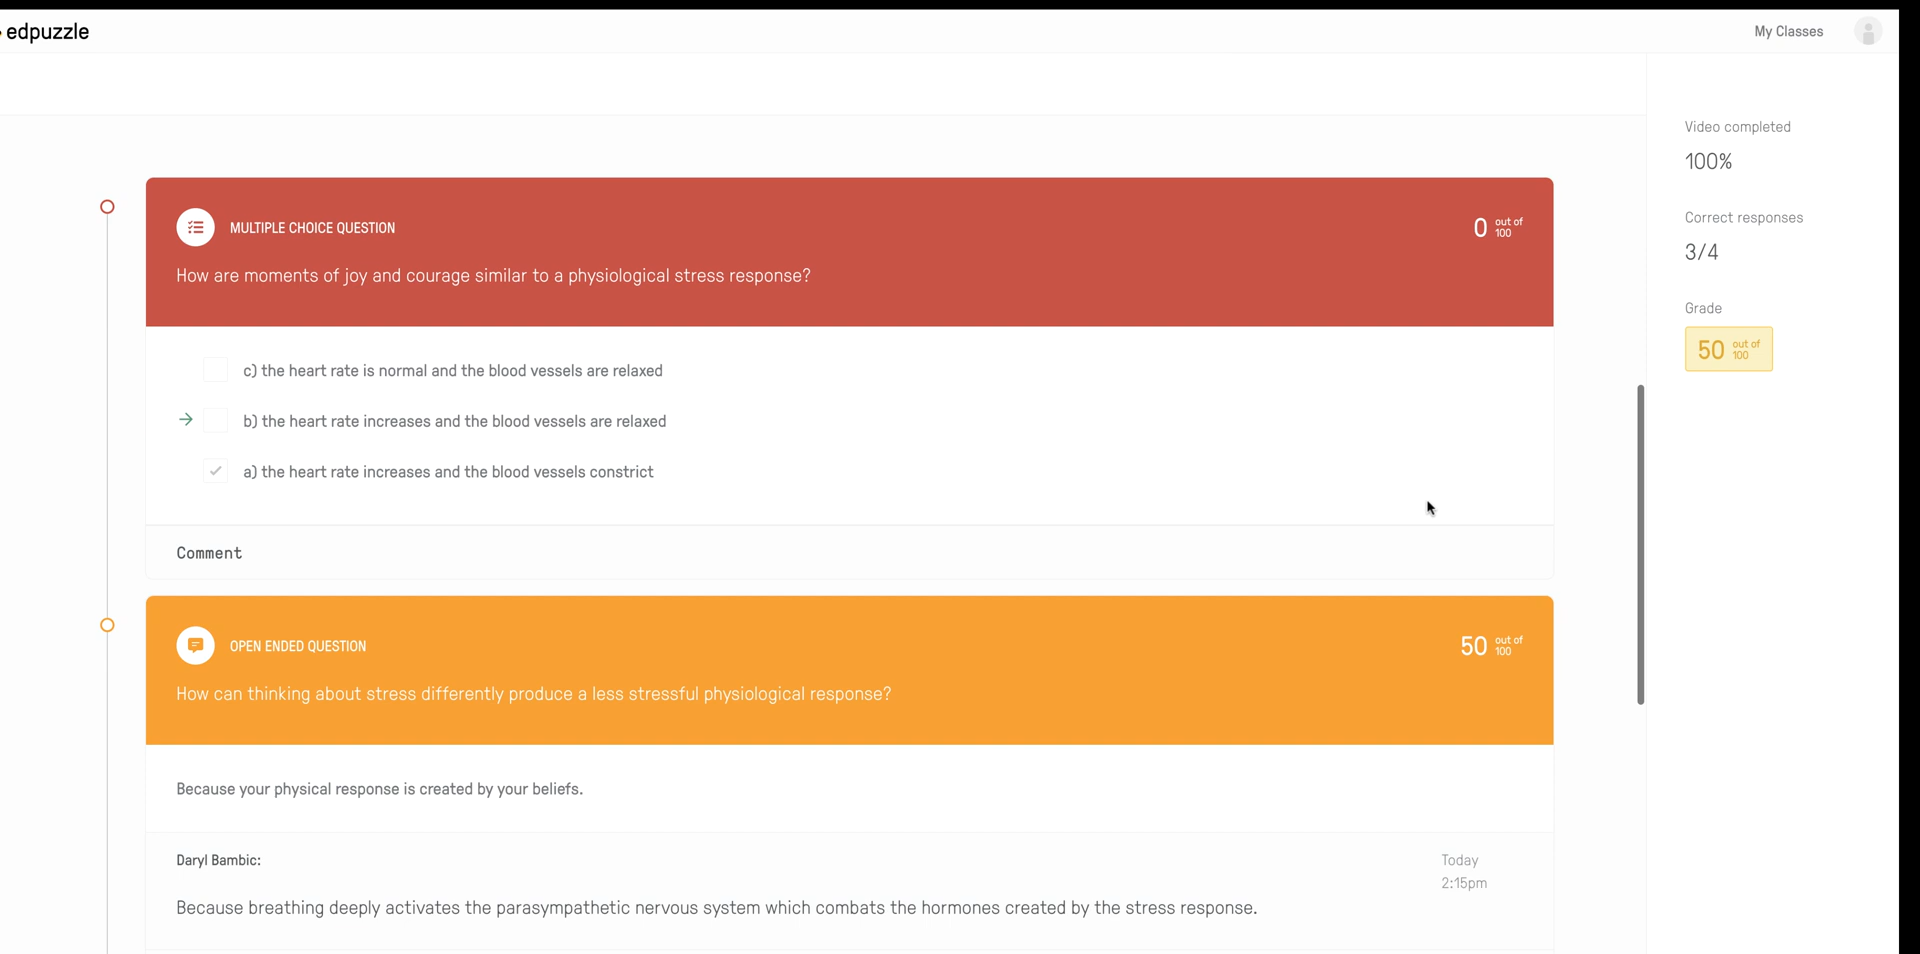 edpuzzle
My Classes
Video completed
100%
Correct responses
3/4
Grade
50 out of 100
MULTIPLE CHOICE QUESTION
0 out of 100
How are moments of joy and courage similar to a physiological stress response?
c) the heart rate is normal and the blood vessels are relaxed
b) the heart rate increases and the blood vessels are relaxed
a) the heart rate increases and the blood vessels constrict
Comment
OPEN ENDED QUESTION
50 out of 100
How can thinking about stress differently produce a less stressful physiological response?
Because your physical response is created by your beliefs.
Daryl Bambic:
Today
2:15pm
Because breathing deeply activates the parasympathetic nervous system which combats the hormones created by the stress response.